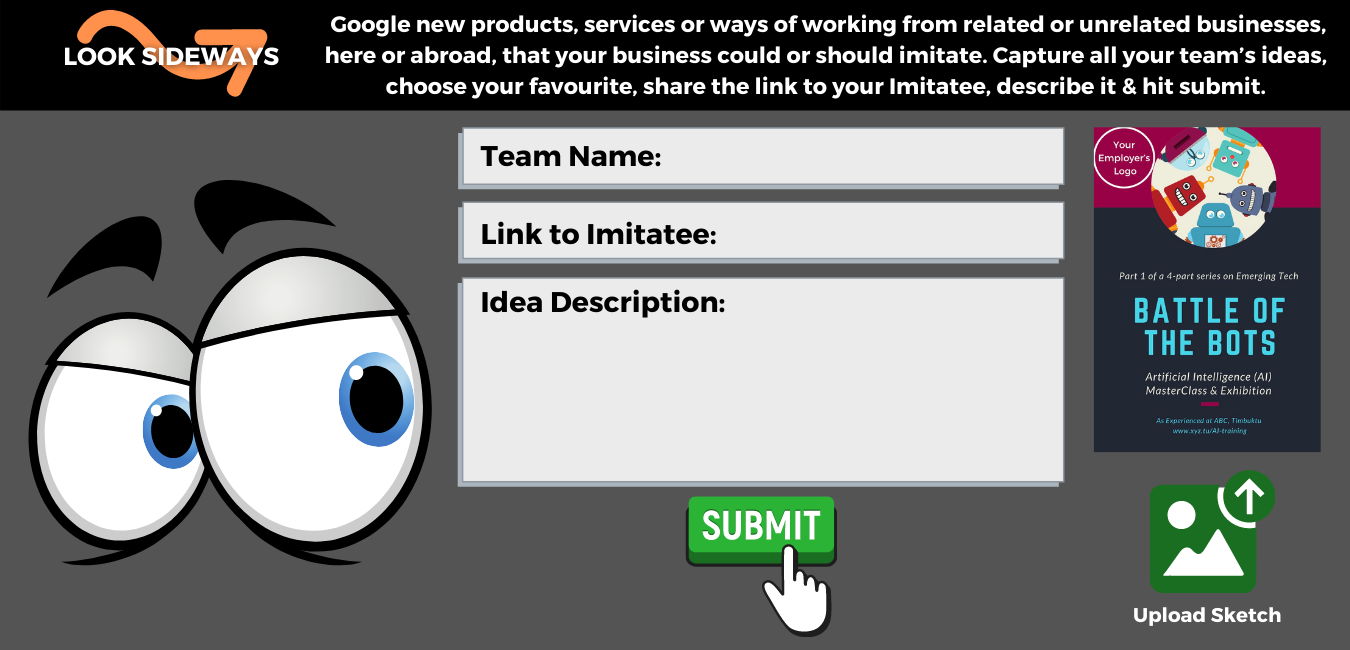 LOOK SIDEWAYS
Google new products, services or ways of working from related or unrelated businesses,
here or abroad, that your business could or should imitate. Capture all your team's ideas,
choose your favourite, share the link to your Imitatee, describe it & hit submit.
Team Name:
Link to Imitatee:
Idea Description:
SUBMIT
Your
Employer's
Logo
Part 1 of a 4-part series on Emerging Tech
BATTLE OF
THE BOTS
Artificial Intelligence (AI)
MasterClass & Exhibition
As Experienced at ABC, Timbuktu
www.xyz.tu/AI-training
Upload Sketch